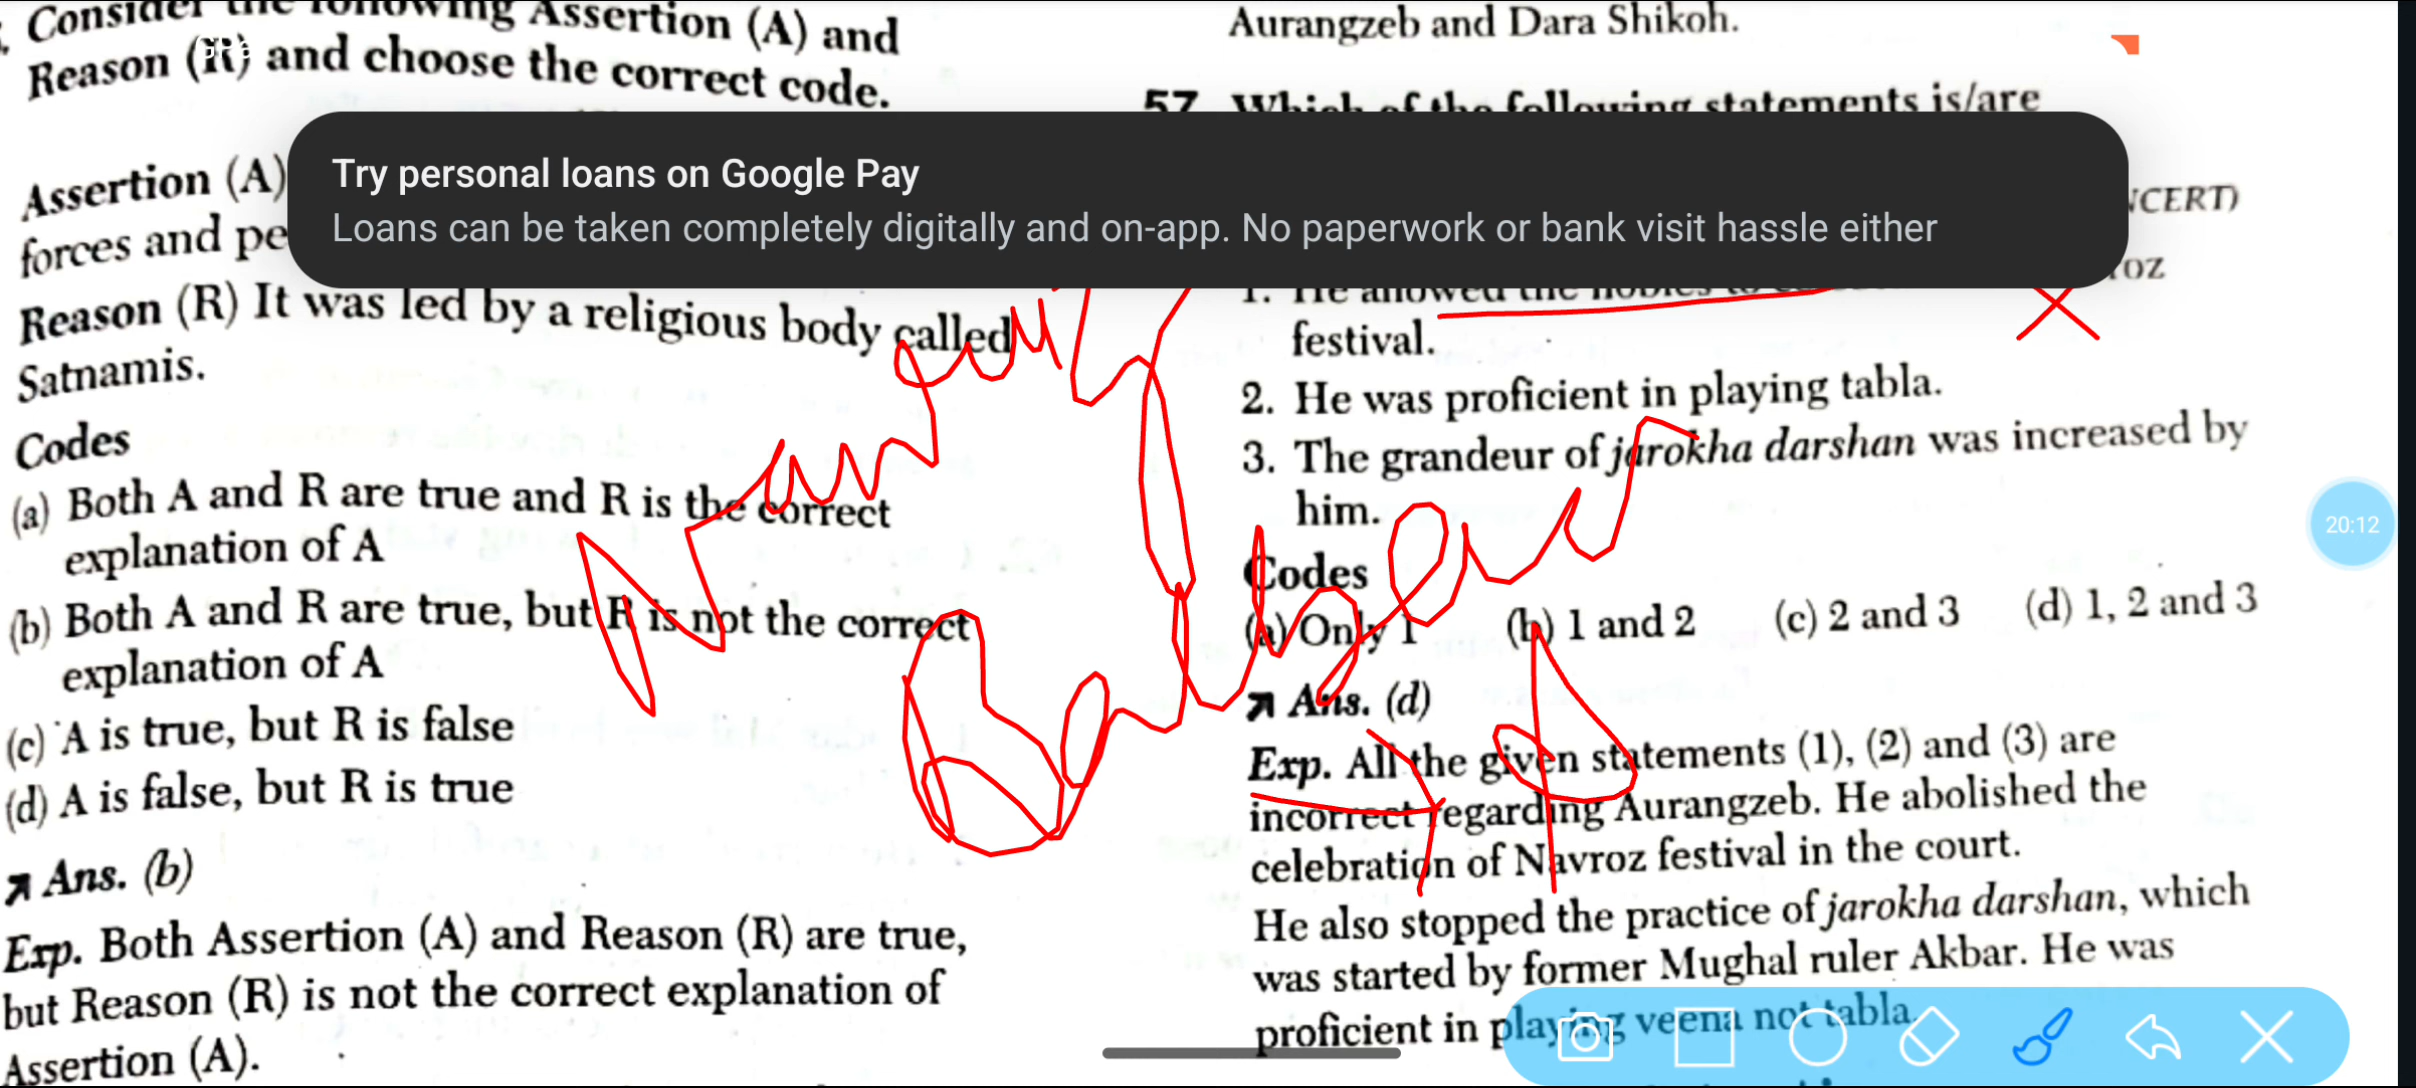 Consider the following Assertion (A) and
Reason (R) and choose the correct code.
Assertion (A)
forces and pe
Reason (R) It was led by a religious body called
Satnamis.
Codes
(a) Both A and R are true and R is the correct
explanation of A
(b) Both A and R are true, but R is not the correct
explanation of A
(c) A is true, but R is false
(d) A is false, but R is true
Ans. (b)
Exp. Both Assertion (A) and Reason (R) are true,
but Reason (R) is not the correct explanation of
Assertion (A).
Aurangzeb and Dara Shikoh.
57 Which of the following statements is/are
Try personal loans on Google Pay
Loans can be taken completely digitally and on-app. No paperwork or bank visit hassle either
NCERT)
roz
1. He allowed the nobles to
festival.
2. He was proficient in playing tabla.
3. The grandeur of jarokha darshan was increased by
him.
Codes
(a) Only 1 (b) 1 and 2 (c) 2 and 3 (d) 1, 2 and 3
Ans. (d)
Exp. All the given statements (1), (2) and (3) are
incorrect regarding Aurangzeb. He abolished the
celebration of Navroz festival in the court.
He also stopped the practice of jarokha darshan, which
was started by former Mughal ruler Akbar. He was
proficient in playing veena not tabla.
20:12